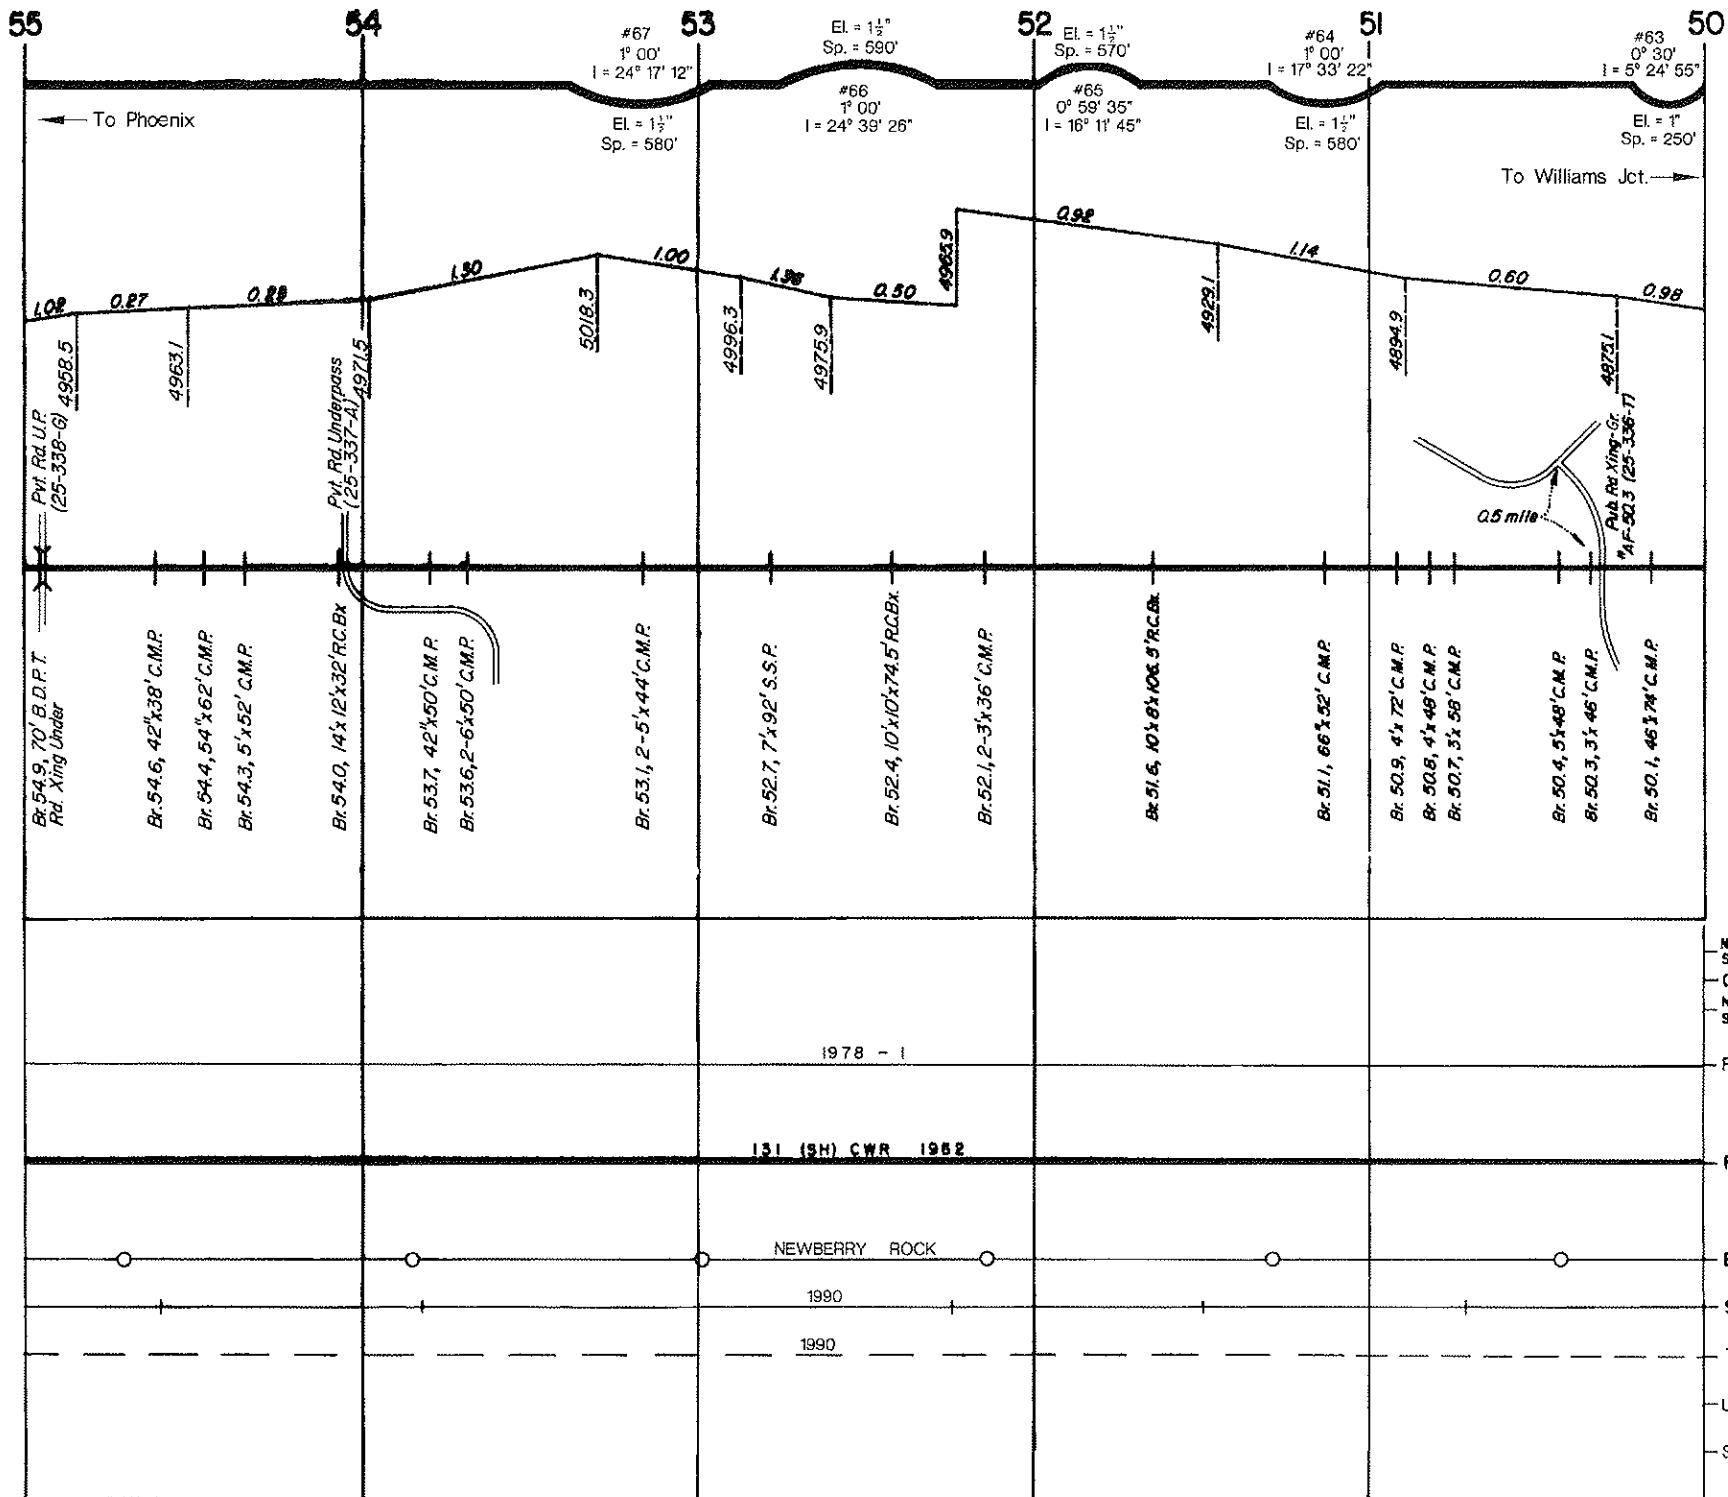 55
54
53
52
51
50
#67
1° 00'
I = 24° 17' 12"
El. = 1½"
Sp. = 580'
El. = 1½"
Sp. = 590'
#66
1° 00'
I = 24° 39' 26"
El. = 1½"
Sp. = 570'
#65
0° 59' 35"
I = 16° 11' 45"
#64
1° 00'
I = 17° 33' 22"
El. = 1½"
Sp. = 580'
#63
0° 30'
I = 5° 24' 55"
El. = 1"
Sp. = 250'
To Phoenix
To Williams Jct.
1.02
0.27
0.28
1.30
1.00
1.36
0.50
0.92
1.14
0.60
0.98
4958.5
4963.1
4971.5
5018.3
4996.3
4975.9
4965.9
4929.1
4894.9
4875.1
Pvt. Rd. U.P.
(25-338-G)
Pvt. Rd. Underpass
(25-337-A)
0.5 mile
Pub. Rd Xing-Gr.
"AF-50.3 (25-336-T)
Br. 54.9, 70' B.D.P.T.
Rd. Xing Under
Br. 54.6, 42"x38' C.M.P.
Br. 54.4, 54"x62' C.M.P.
Br. 54.3, 5'x52' C.M.P.
Br. 54.0, 14'x12'x32' R.C.Bx
Br. 53.7, 42"x50' C.M.P.
Br. 53.6, 2-6'x50' C.M.P.
Br. 53.1, 2-5'x44' C.M.P.
Br. 52.7, 7'x92' S.S.P.
Br. 52.4, 10'x10'x74.5' R.C.Bx.
Br. 52.1, 2-3'x36' C.M.P.
Br. 51.6, 10'x8'x106.5' R.C.Bx.
Br. 51.1, 66"x52' C.M.P.
Br. 50.9, 4'x72' C.M.P.
Br. 50.8, 4'x48' C.M.P.
Br. 50.7, 3'x58' C.M.P.
Br. 50.4, 5'x48' C.M.P.
Br. 50.3, 3'x46' C.M.P.
Br. 50.1, 46"x74' C.M.P.
1978 - 1
131 (SH) CWR 1982
NEWBERRY ROCK
1990
1990